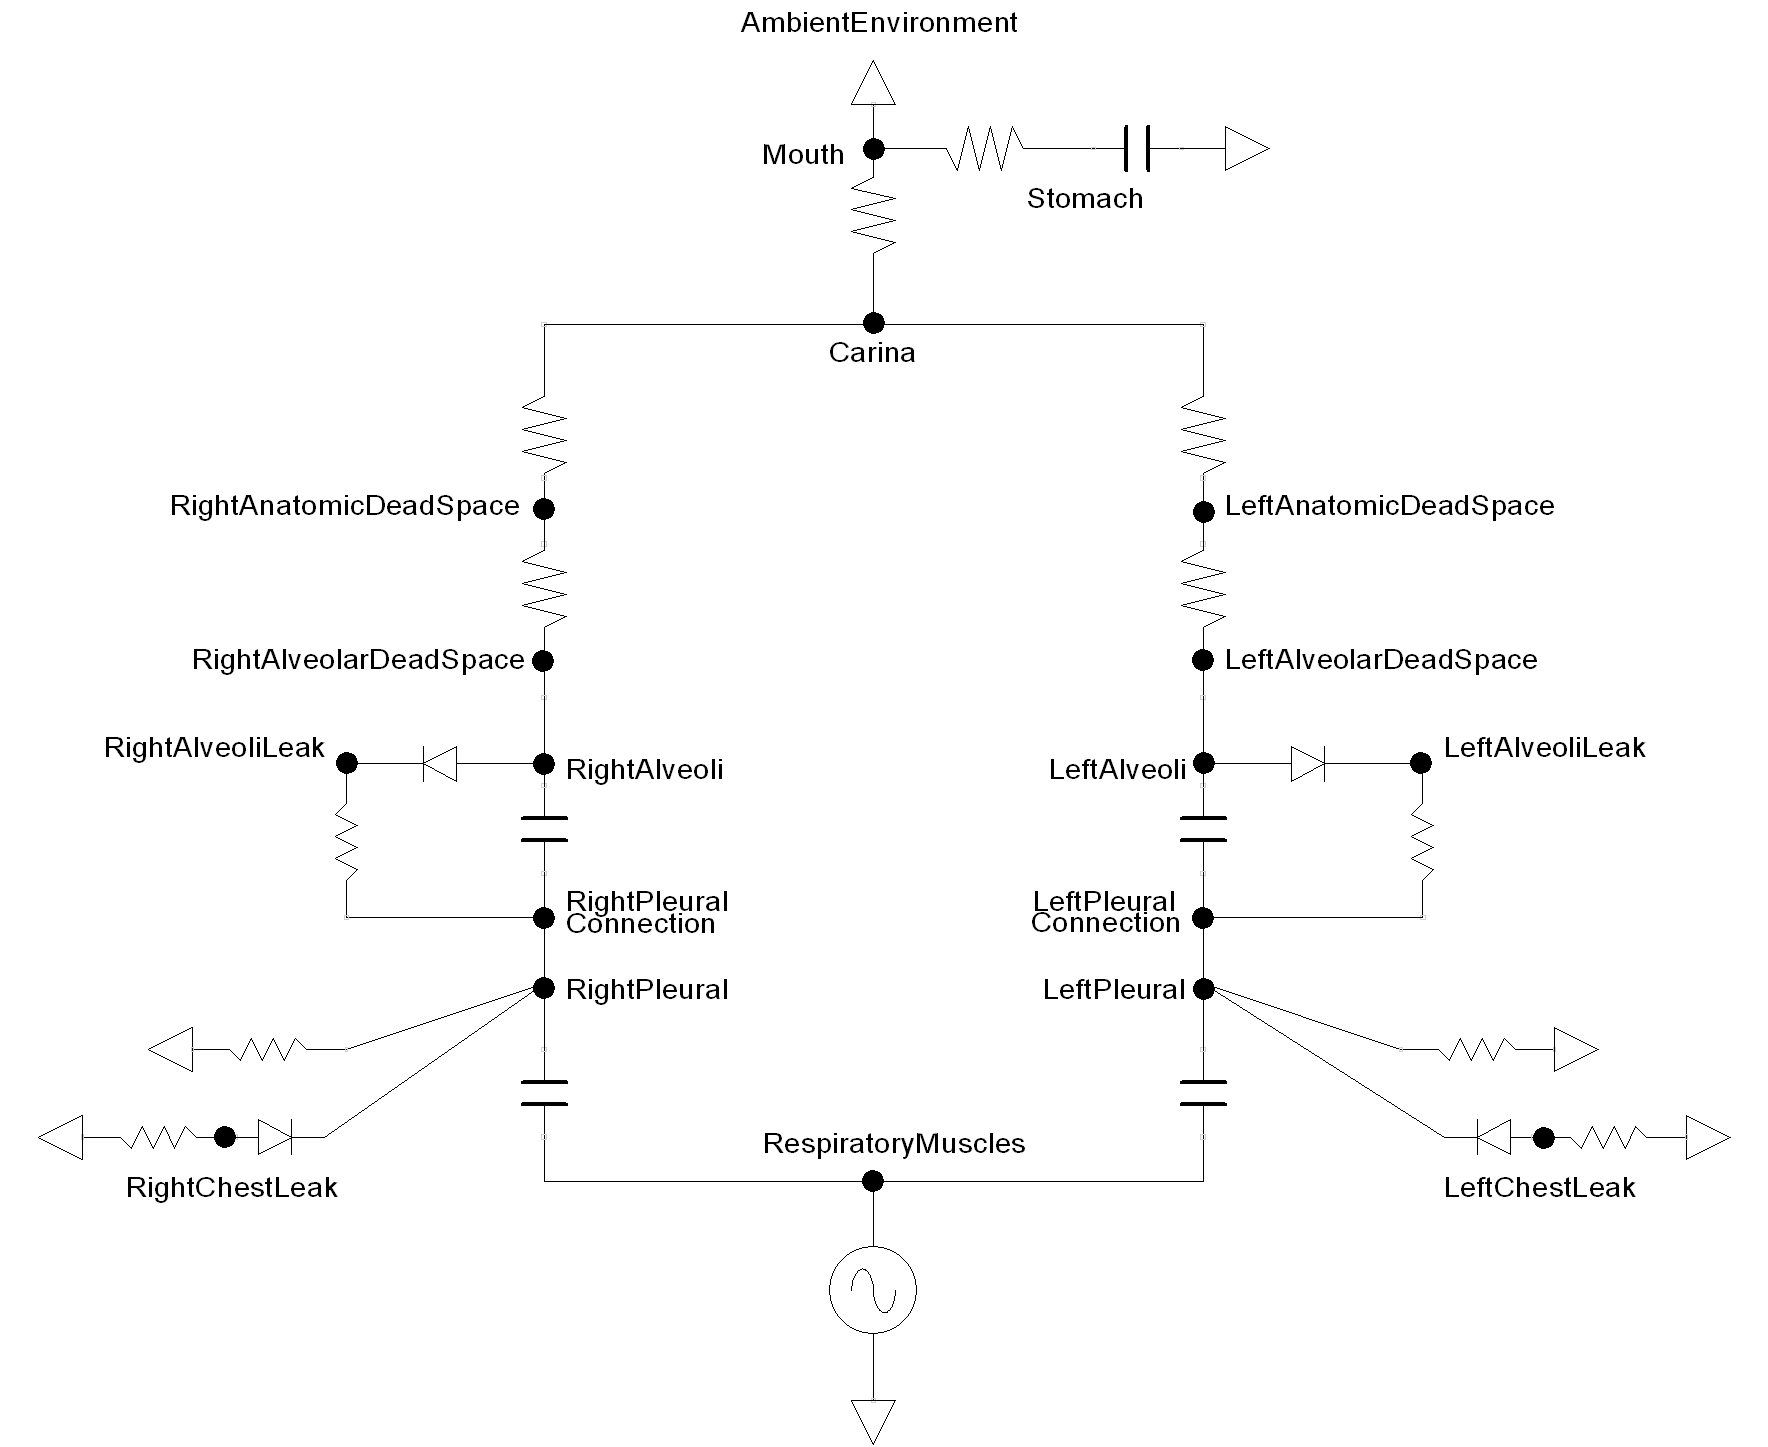 AmbientEnvironment
Mouth
Stomach
Carina
RightAnatomicDeadSpace
LeftAnatomicDeadSpace
RightAlveolarDeadSpace
LeftAlveolarDeadSpace
RightAlveoliLeak
LeftAlveoliLeak
RightAlveoli
LeftAlveoli
RightPleural
Connection
LeftPleural
Connection
RightPleural
LeftPleural
RespiratoryMuscles
RightChestLeak
LeftChestLeak